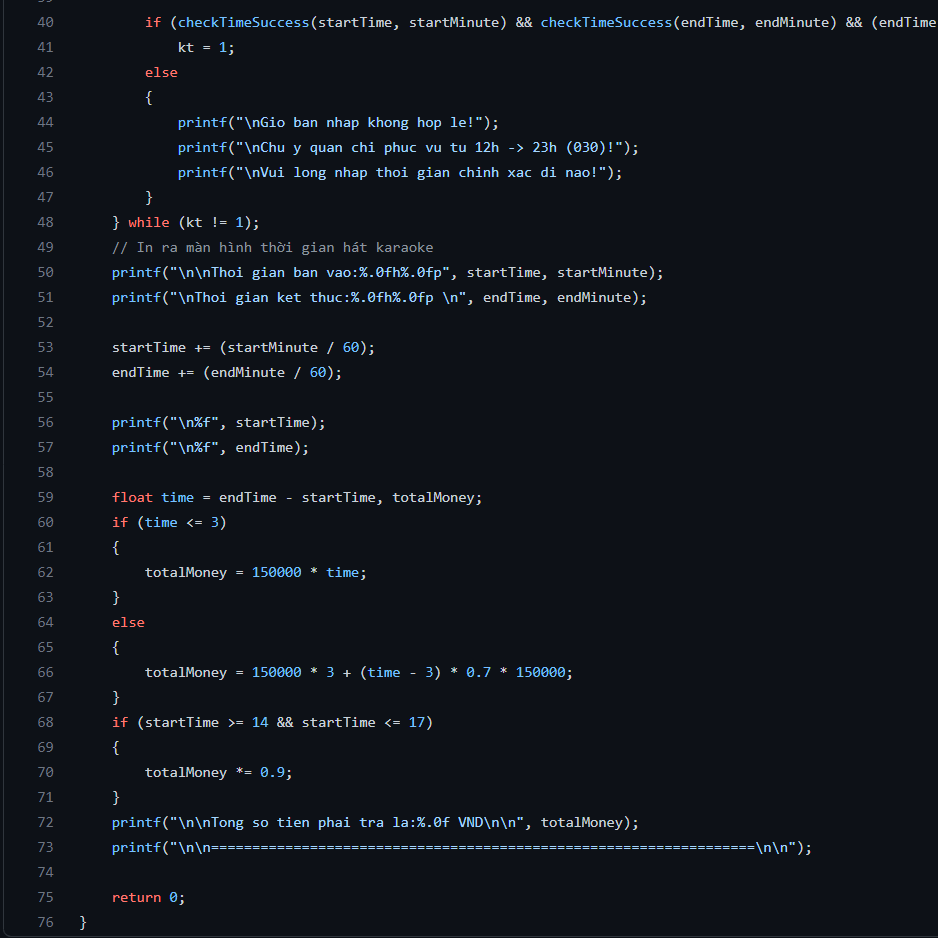 40 if (checkTimeSuccess(startTime, startMinute) && checkTimeSuccess(endTime, endMinute) && (endTime
41 kt = 1;
42 else
43 {
44 printf("\nGio ban nhap khong hop le!");
45 printf("\nChu y quan chi phuc vu tu 12h -> 23h (030)!");
46 printf("\nVui long nhap thoi gian chinh xac di nao!");
47 }
48 } while (kt != 1);
49 // In ra màn hình thời gian hát karaoke
50 printf("\n\nThoi gian ban vao:%.0fh%.0fp", startTime, startMinute);
51 printf("\nThoi gian ket thuc:%.0fh%.0fp \n", endTime, endMinute);
52
53 startTime += (startMinute / 60);
54 endTime += (endMinute / 60);
55
56 printf("\n%f", startTime);
57 printf("\n%f", endTime);
58
59 float time = endTime - startTime, totalMoney;
60 if (time <= 3)
61 {
62 totalMoney = 150000 * time;
63 }
64 else
65 {
66 totalMoney = 150000 * 3 + (time - 3) * 0.7 * 150000;
67 }
68 if (startTime >= 14 && startTime <= 17)
69 {
70 totalMoney *= 0.9;
71 }
72 printf("\n\nTong so tien phai tra la:%.0f VND\n\n", totalMoney);
73 printf("\n\n==================================================================\n\n");
74
75 return 0;
76 }